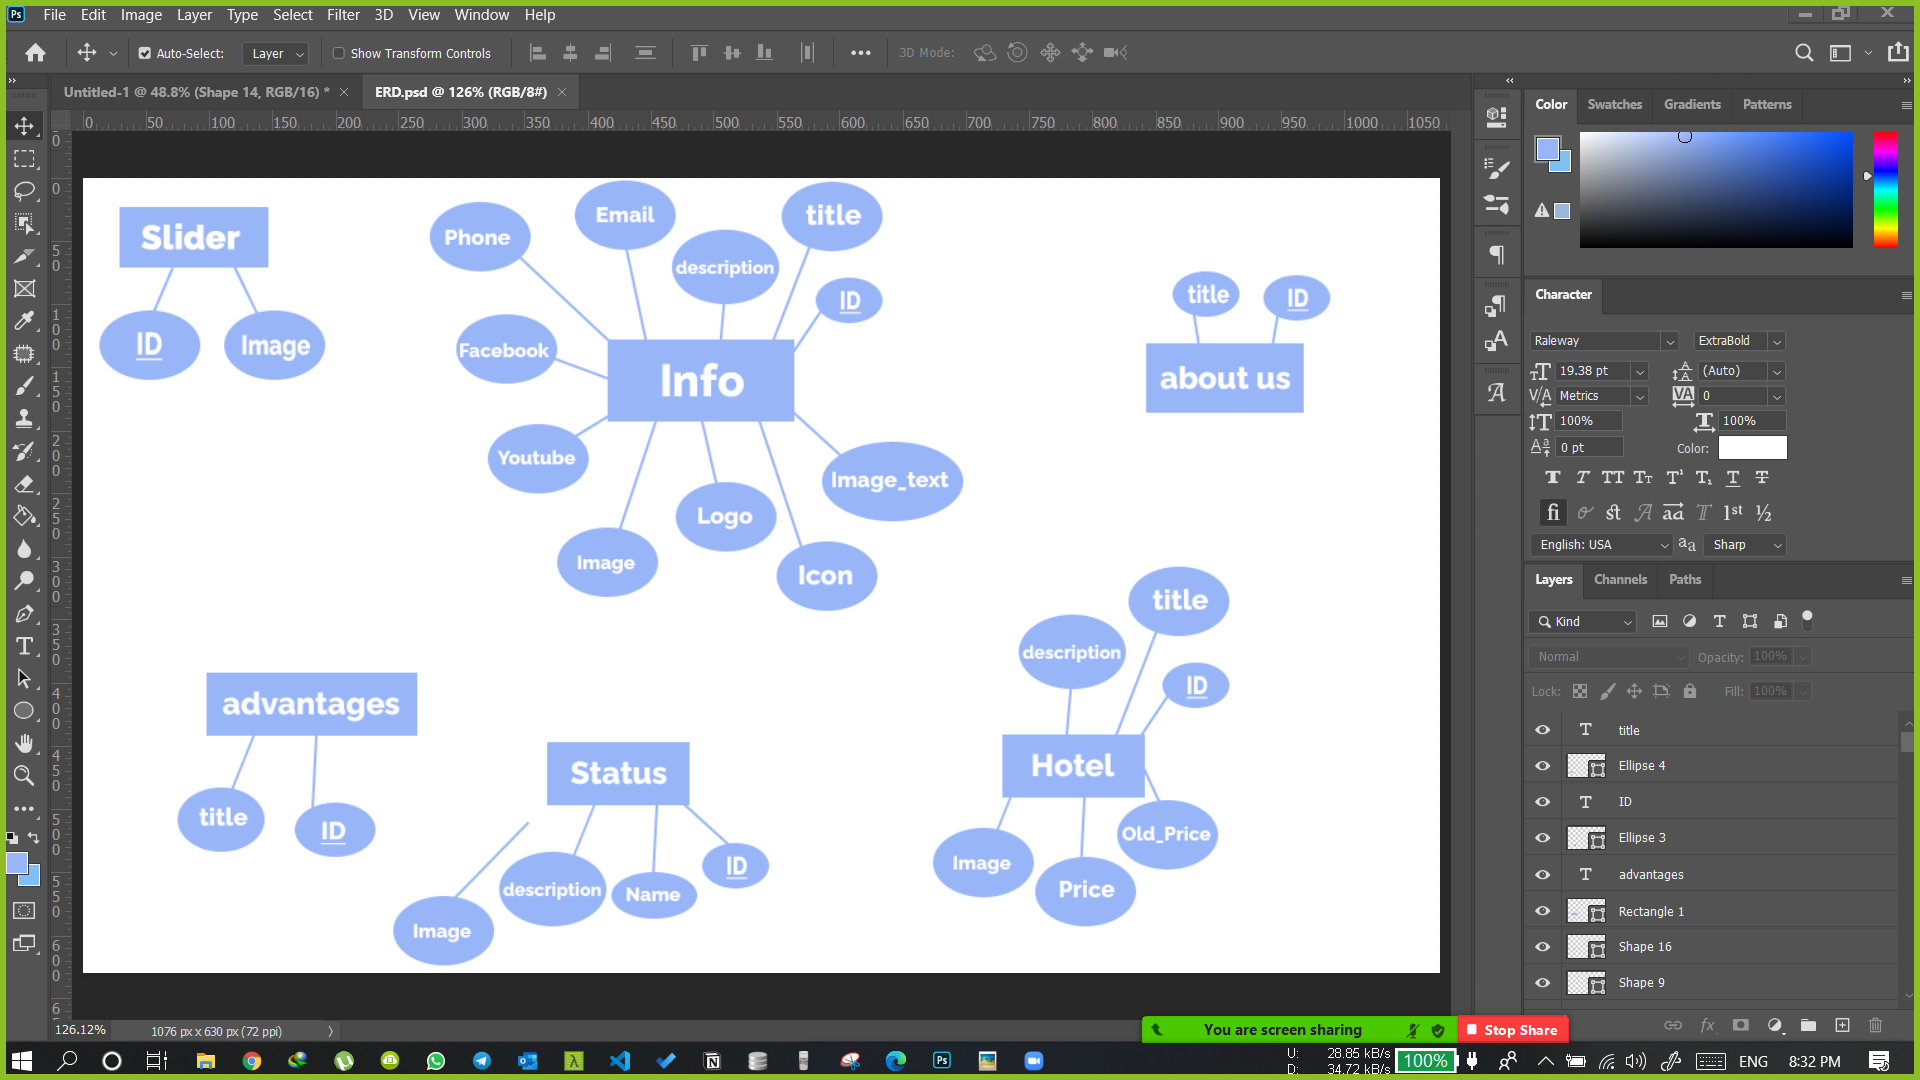 Ps File Edit Image Layer Type Select Filter 3D View Window Help
Auto-Select: Layer Show Transform Controls 3D Mode:
Untitled-1 @ 48.8% (Shape 14, RGB/16) * ERD.psd @ 126% (RGB/8#)
0 50 100 150 200 250 300 350 400 450 500 550 600 650 700 750 800 850 900 950 1000 1050
Slider
ID
Image
Phone
Email
description
title
ID
Facebook
Info
Youtube
Image
Logo
Icon
Image_text
title
ID
about us
advantages
title
ID
Status
Image
description
Name
ID
title
description
ID
Hotel
Image
Price
Old_Price
Color Swatches Gradients Patterns
Character
Raleway ExtraBold
19.38 pt (Auto)
Metrics 0
100% 100%
0 pt Color:
English: USA Sharp
Layers Channels Paths
Kind
Normal Opacity: 100%
Lock: Fill: 100%
title
Ellipse 4
ID
Ellipse 3
advantages
Rectangle 1
Shape 16
Shape 9
126.12% 1076 px x 630 px (72 ppi)
You are screen sharing Stop Share
U: 28.85 kB/s
D: 34.72 kB/s
100%
ENG 8:32 PM